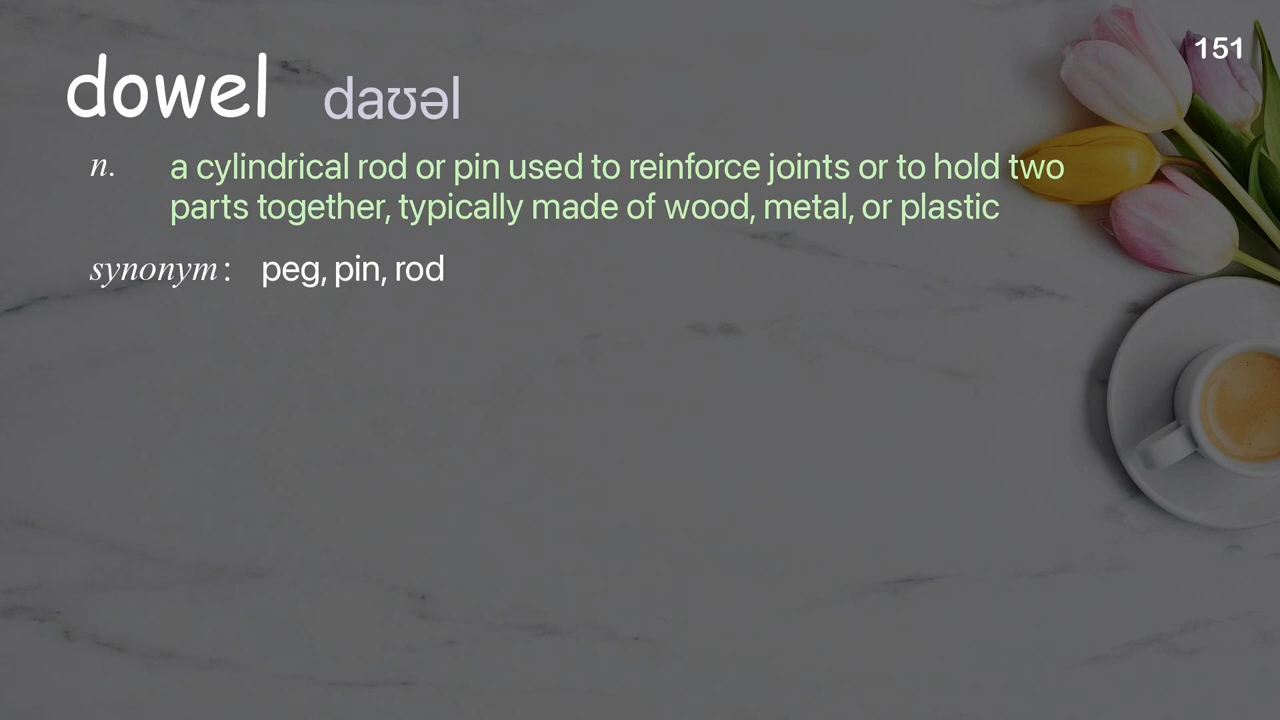 151
dowel daʊəl
n. a cylindrical rod or pin used to reinforce joints or to hold two
parts together, typically made of wood, metal, or plastic
synonym: peg, pin, rod